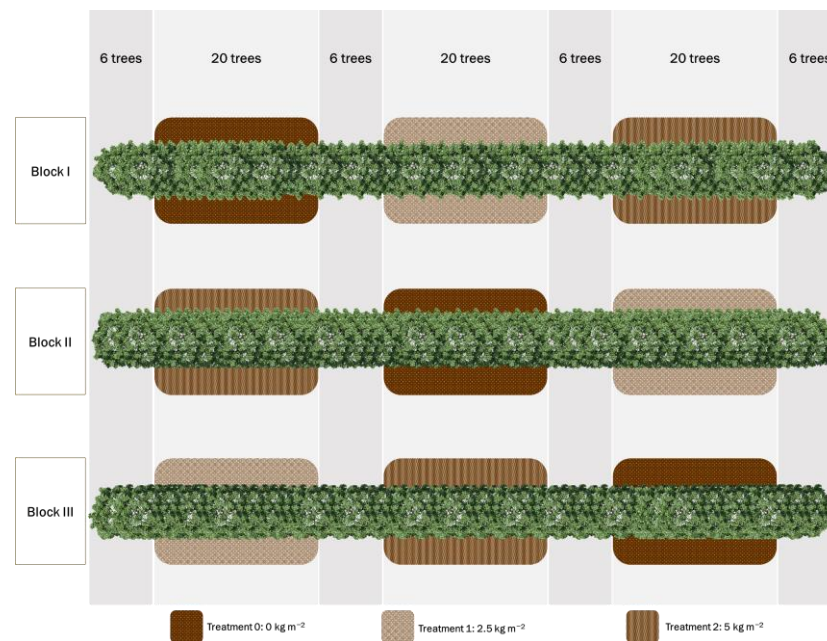 6 trees 20 trees 6 trees 20 trees 6 trees 20 trees 6 trees
Block I
Block II
Block III
Treatment 0: 0 kg m⁻² Treatment 1: 2.5 kg m⁻² Treatment 2: 5 kg m⁻²